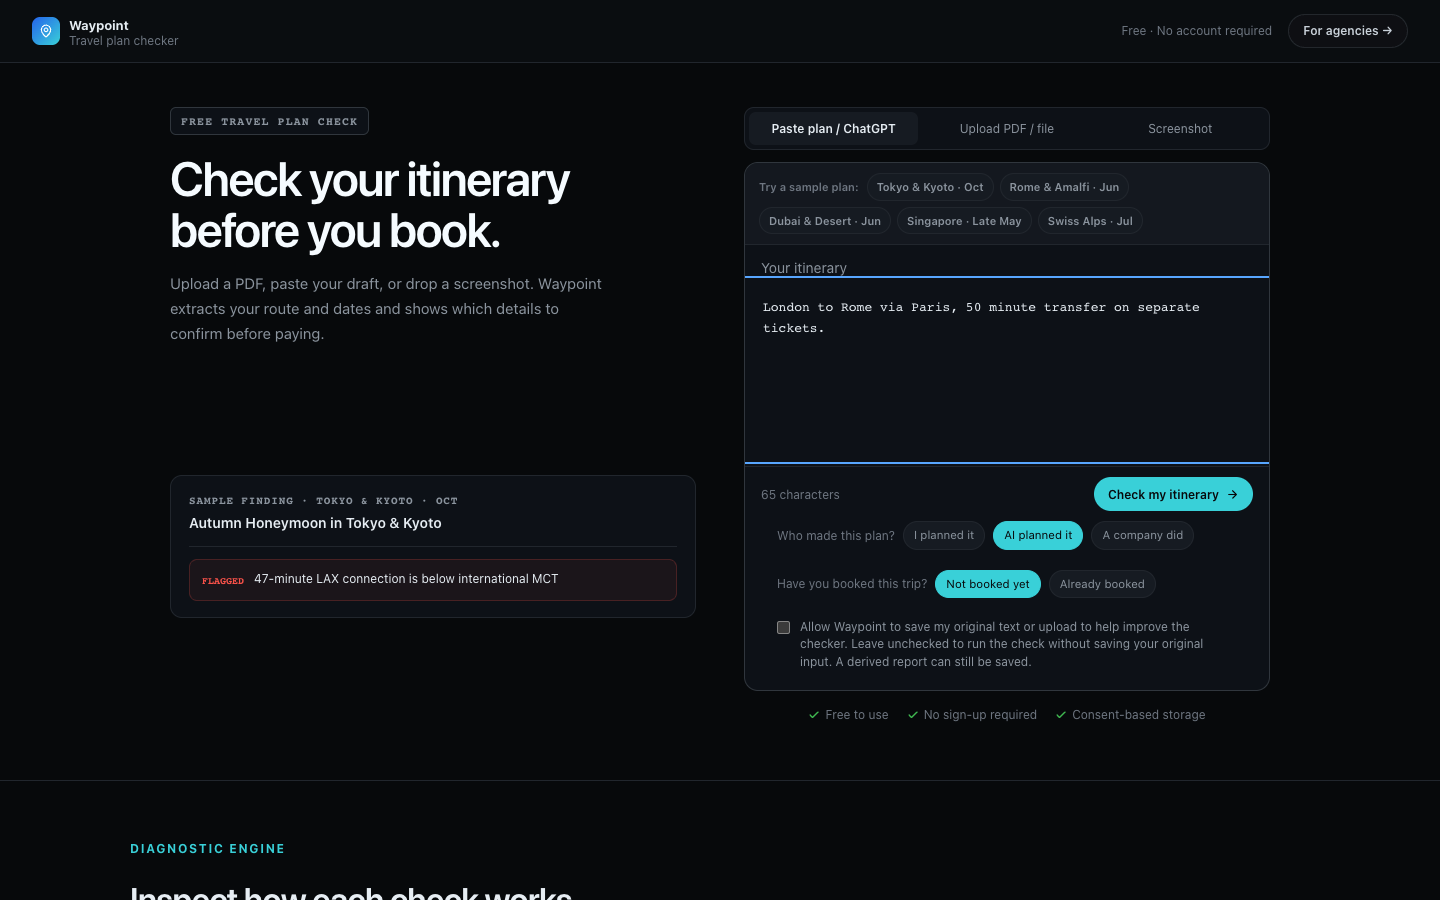 Waypoint
Travel plan checker
Free · No account required
For agencies →
FREE TRAVEL PLAN CHECK
Check your itinerary
before you book.
Upload a PDF, paste your draft, or drop a screenshot. Waypoint
extracts your route and dates and shows which details to
confirm before paying.
SAMPLE FINDING · TOKYO & KYOTO · OCT
Autumn Honeymoon in Tokyo & Kyoto
FLAGGED 47-minute LAX connection is below international MCT
Paste plan / ChatGPT
Upload PDF / file
Screenshot
Try a sample plan: Tokyo & Kyoto · Oct Rome & Amalfi · Jun
Dubai & Desert · Jun Singapore · Late May Swiss Alps · Jul
Your itinerary
London to Rome via Paris, 50 minute transfer on separate
tickets.
65 characters
Check my itinerary →
Who made this plan? I planned it AI planned it A company did
Have you booked this trip? Not booked yet Already booked
Allow Waypoint to save my original text or upload to help improve the
checker. Leave unchecked to run the check without saving your original
input. A derived report can still be saved.
Free to use No sign-up required Consent-based storage
DIAGNOSTIC ENGINE
Inspect how each check works